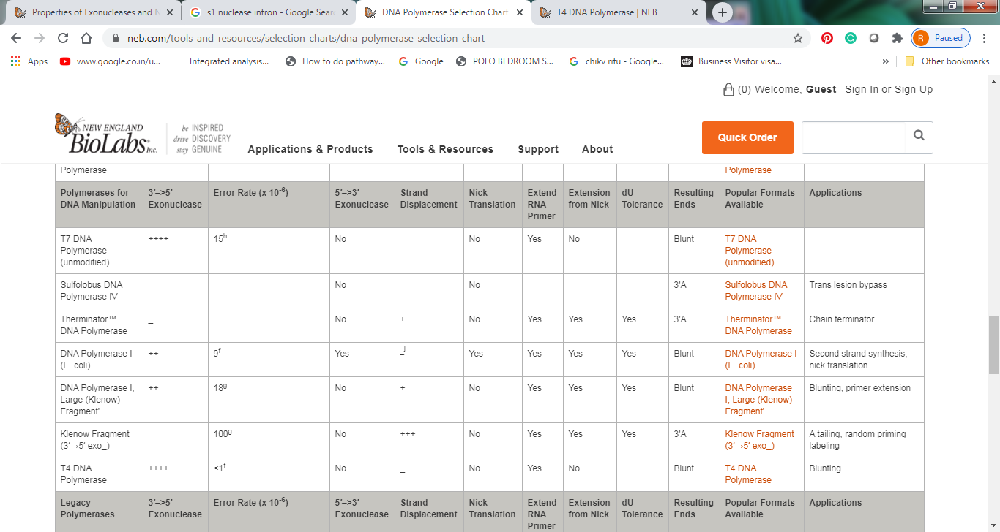 Properties of Exonucleases and N
s1 nuclease intron - Google Sear
DNA Polymerase Selection Chart
T4 DNA Polymerase | NEB
neb.com/tools-and-resources/selection-charts/dna-polymerase-selection-chart
R Paused
Apps
www.google.co.in/u...
Integrated analysis...
How to do pathway...
Google
POLO BEDROOM S...
chikv ritu - Google...
Business Visitor visa...
»
Other bookmarks
(0) Welcome, Guest Sign In or Sign Up
NEW ENGLAND
BioLabs Inc.
be INSPIRED
drive DISCOVERY
stay GENUINE
Applications & Products
Tools & Resources
Support
About
Quick Order
Polymerase Polymerase
Polymerases for 3′–>5′ Error Rate (x 10-6) 5′–>3′ Strand Nick Extend Extension dU Resulting Popular Formats Applications
DNA Manipulation Exonuclease Exonuclease Displacement Translation RNA from Nick Tolerance Ends Available
Primer
T7 DNA ++++ 15h No _ No Yes No Blunt T7 DNA
Polymerase Polymerase
(unmodified) (unmodified)
Sulfolobus DNA _ No _ No 3'A Sulfolobus DNA Trans lesion bypass
Polymerase IV Polymerase IV
Therminator™ _ No + No Yes Yes Yes 3'A Therminator™ Chain terminator
DNA Polymerase DNA Polymerase
DNA Polymerase I ++ 9f Yes _j Yes Yes Yes Yes Blunt DNA Polymerase I Second strand synthesis,
(E. coli) (E. coli) nick translation
DNA Polymerase I, ++ 18g No + No Yes Yes Yes Blunt DNA Polymerase Blunting, primer extension
Large (Klenow) I, Large (Klenow)
Fragment' Fragment'
Klenow Fragment _ 100g No +++ No Yes Yes Yes 3'A Klenow Fragment A tailing, random priming
(3′→5′ exo_) (3′→5′ exo_) labeling
T4 DNA ++++ <1f No _ No Yes No Blunt T4 DNA Blunting
Polymerase Polymerase
Legacy 3′–>5′ Error Rate (x 10-6) 5′–>3′ Strand Nick Extend Extension dU Resulting Popular Formats Applications
Polymerases Exonuclease Exonuclease Displacement Translation RNA from Nick Tolerance Ends Available
Primer